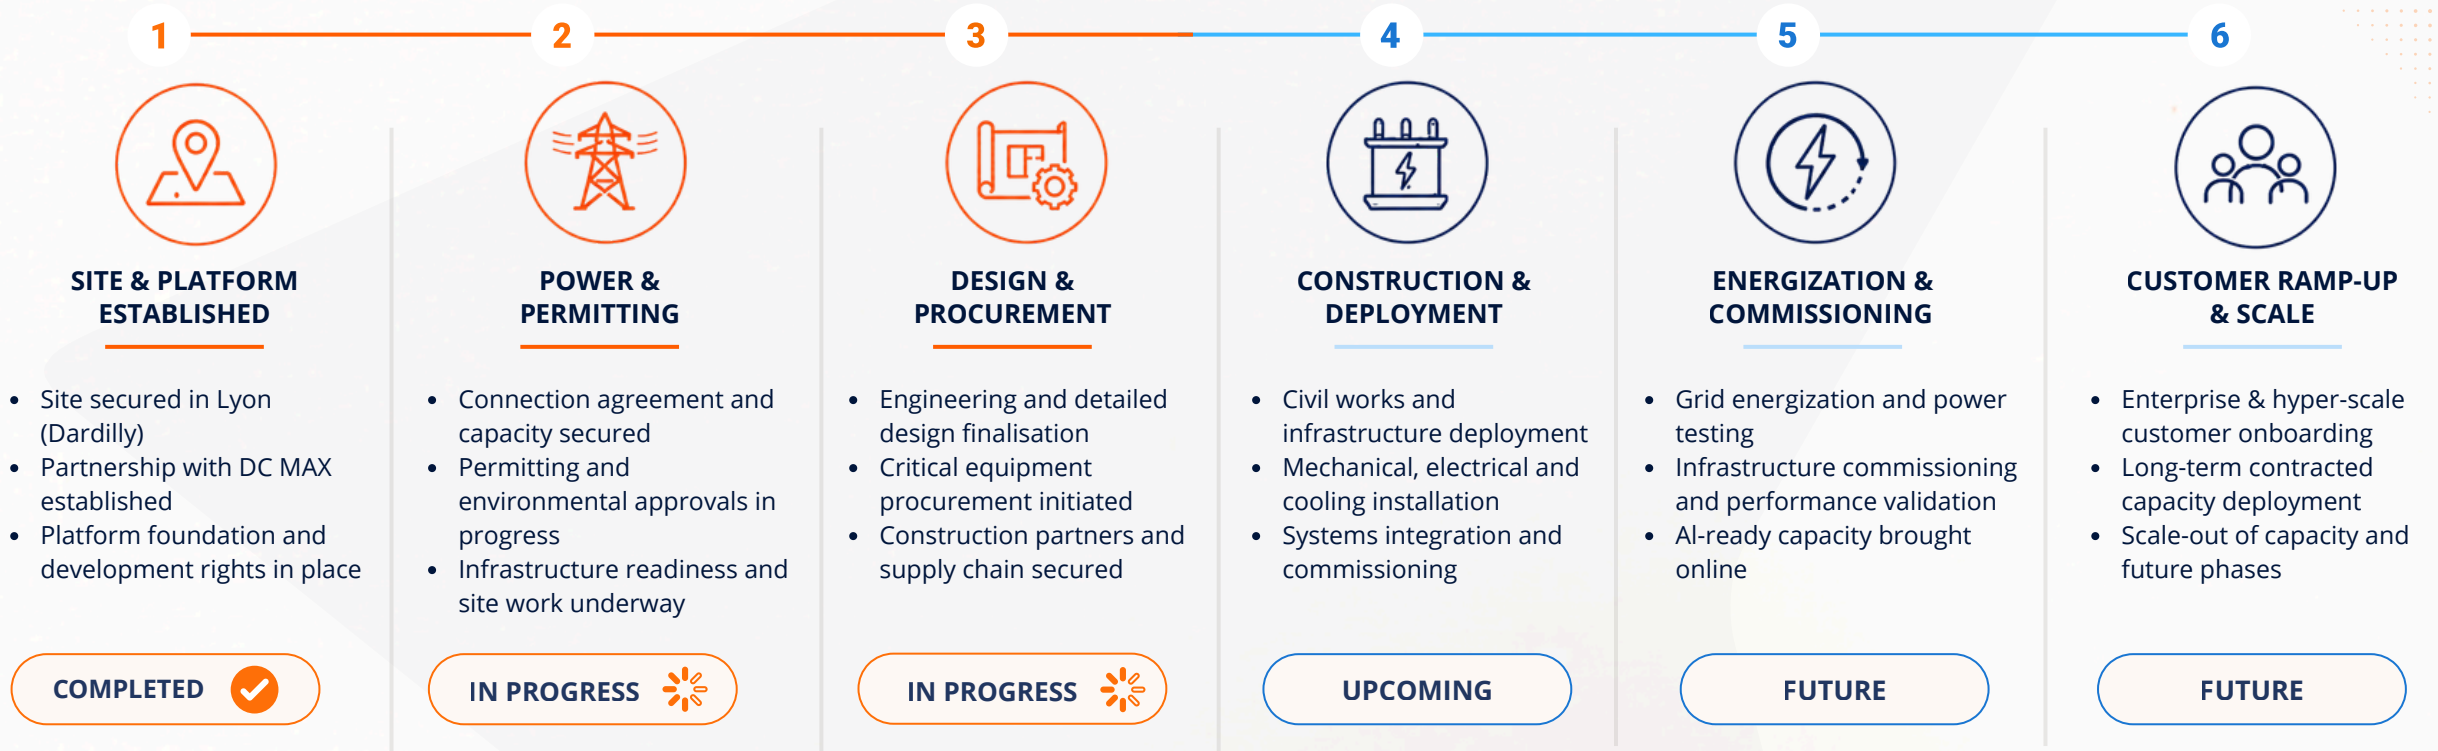 1
2
3
4
5
6
SITE & PLATFORM
ESTABLISHED
• Site secured in Lyon
(Dardilly)
• Partnership with DC MAX
established
• Platform foundation and
development rights in place
COMPLETED
POWER &
PERMITTING
• Connection agreement and
capacity secured
• Permitting and
environmental approvals in
progress
• Infrastructure readiness and
site work underway
IN PROGRESS
DESIGN &
PROCUREMENT
• Engineering and detailed
design finalisation
• Critical equipment
procurement initiated
• Construction partners and
supply chain secured
IN PROGRESS
CONSTRUCTION &
DEPLOYMENT
• Civil works and
infrastructure deployment
• Mechanical, electrical and
cooling installation
• Systems integration and
commissioning
UPCOMING
ENERGIZATION &
COMMISSIONING
• Grid energization and power
testing
• Infrastructure commissioning
and performance validation
• AI-ready capacity brought
online
FUTURE
CUSTOMER RAMP-UP
& SCALE
• Enterprise & hyper-scale
customer onboarding
• Long-term contracted
capacity deployment
• Scale-out of capacity and
future phases
FUTURE